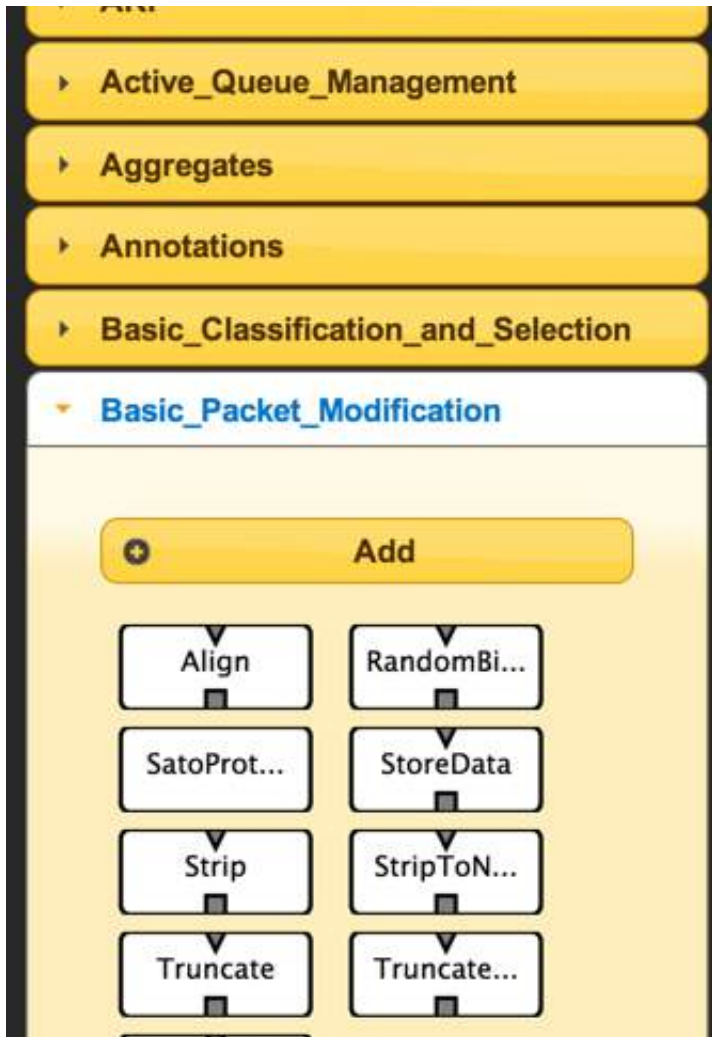 Active_Queue_Management
Aggregates
Annotations
Basic_Classification_and_Selection
Basic_Packet_Modification
Add
Align RandomBi...
SatoProt... StoreData
Strip StripToN...
Truncate Truncate...